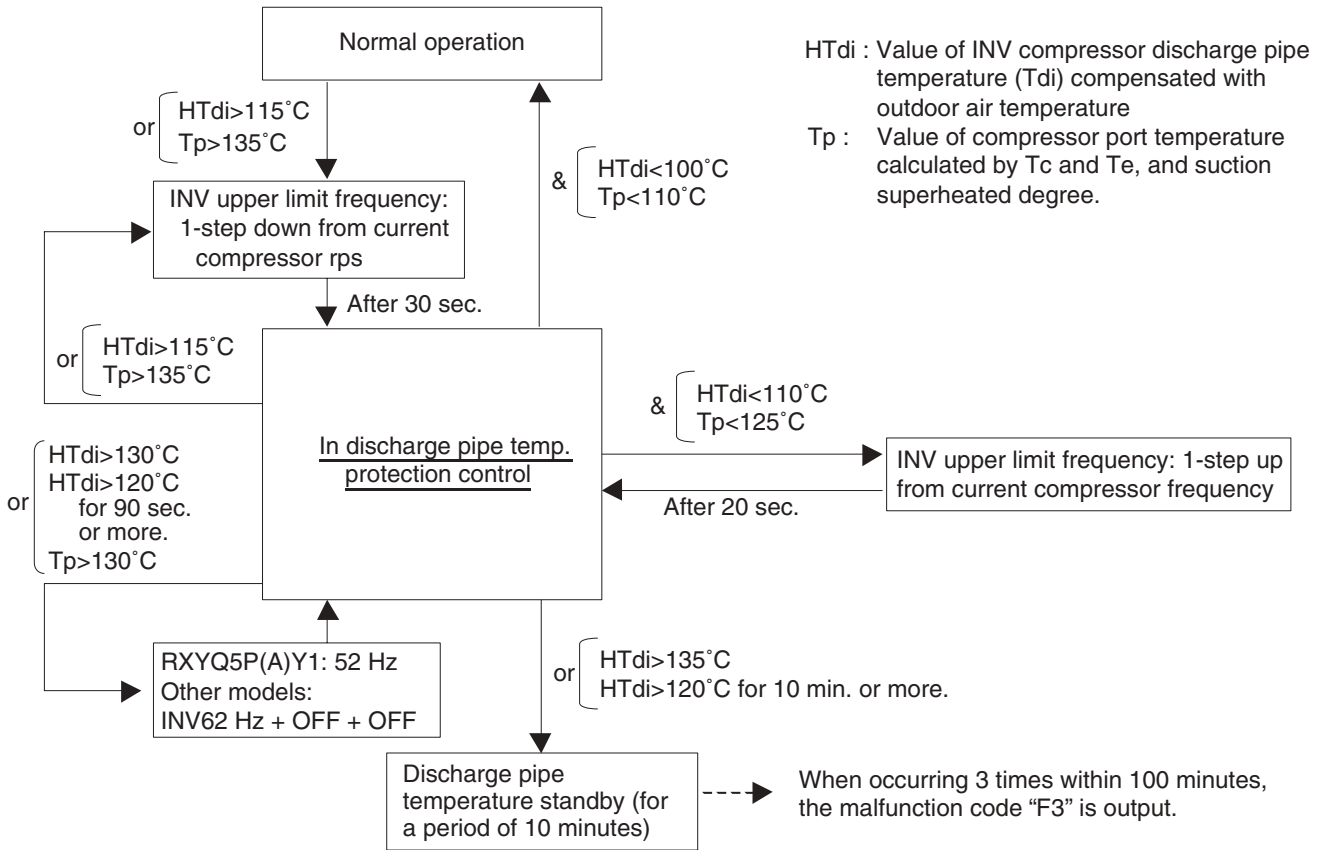 Normal operation
HTdi : Value of INV compressor discharge pipe
temperature (Tdi) compensated with
outdoor air temperature
Tp : Value of compressor port temperature
calculated by Tc and Te, and suction
superheated degree.
or
HTdi>115˚C
Tp>135˚C
&
HTdi<100˚C
Tp<110˚C
INV upper limit frequency:
1-step down from current
compressor rps
After 30 sec.
or
HTdi>115˚C
Tp>135˚C
&
HTdi<110˚C
Tp<125˚C
In discharge pipe temp.
protection control
INV upper limit frequency: 1-step up
from current compressor frequency
After 20 sec.
or
HTdi>130˚C
HTdi>120˚C
for 90 sec.
or more.
Tp>130˚C
RXYQ5P(A)Y1: 52 Hz
Other models:
INV62 Hz + OFF + OFF
or
HTdi>135˚C
HTdi>120˚C for 10 min. or more.
Discharge pipe
temperature standby (for
a period of 10 minutes)
When occurring 3 times within 100 minutes,
the malfunction code “F3” is output.